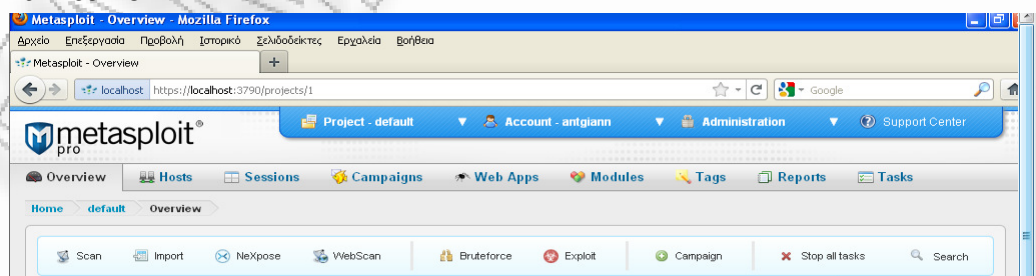 Metasploit - Overview - Mozilla Firefox
Αρχείο Επεξεργασία Προβολή Ιστορικό Σελιδοδείκτες Εργαλεία Βοήθεια
Metasploit - Overview +
localhost https://localhost:3790/projects/1 Google
metasploit®
pro
Project - default Account - antgiann Administration Support Center
Overview Hosts Sessions Campaigns Web Apps Modules Tags Reports Tasks
Home default Overview
Scan Import NeXpose WebScan Bruteforce Exploit Campaign Stop all tasks Search